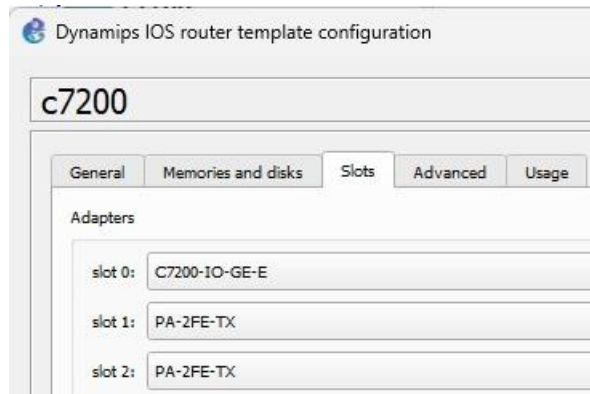 Dynamips IOS router template configuration
c7200
General Memories and disks Slots Advanced Usage
Adapters
slot 0: C7200-IO-GE-E
slot 1: PA-2FE-TX
slot 2: PA-2FE-TX